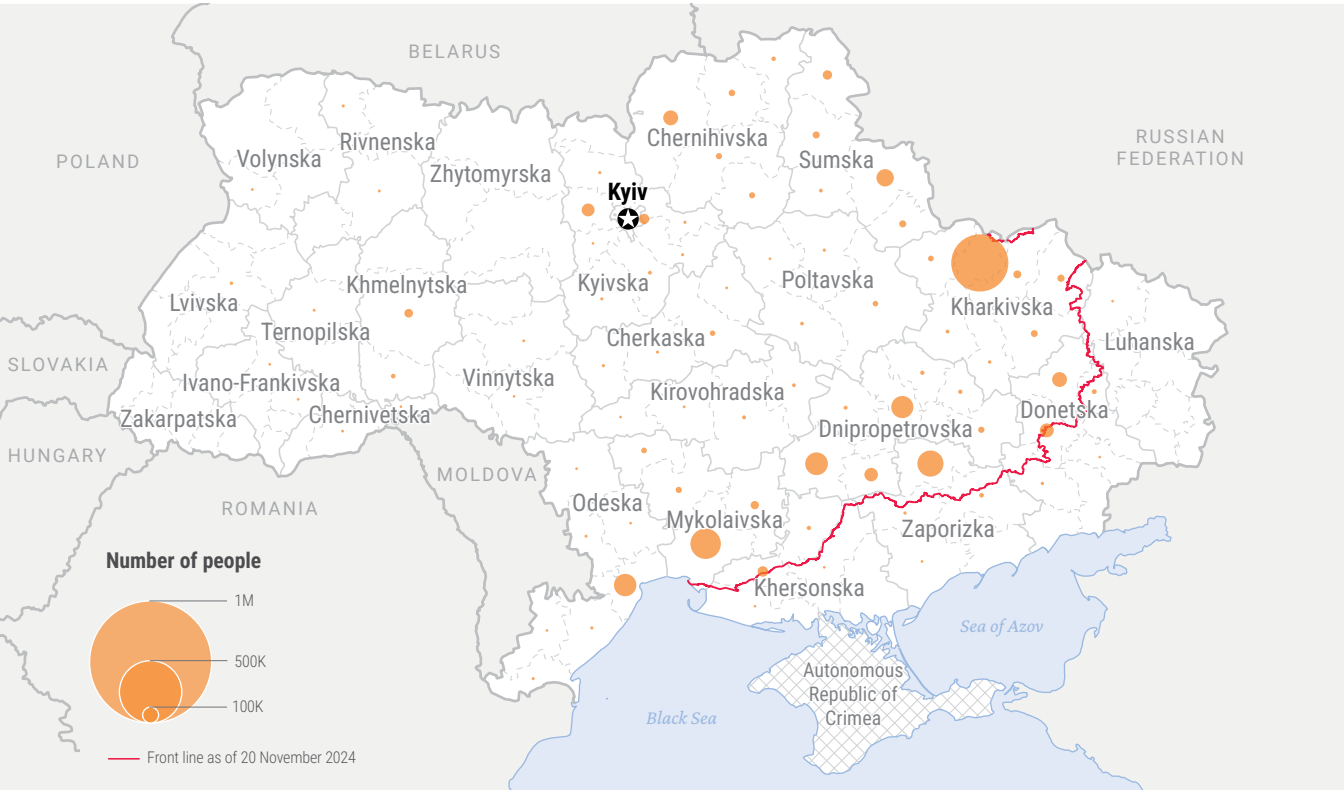 BELARUS
RUSSIAN
FEDERATION
POLAND
Volynska
Rivnenska
Zhytomyrska
Chernihivska
Sumska
Kyiv
Kyivska
Poltavska
Kharkivska
Luhanska
Lvivska
Khmelnytska
Ternopilska
Cherkaska
SLOVAKIA
Ivano-Frankivska
Vinnytska
Kirovohradska
Zakarpatska
Chernivetska
Dnipropetrovska
Donetska
HUNGARY
MOLDOVA
ROMANIA
Odeska
Mykolaivska
Zaporizka
Khersonska
Sea of Azov
Autonomous
Republic of
Crimea
Black Sea
Number of people
1M
500K
100K
Front line as of 20 November 2024